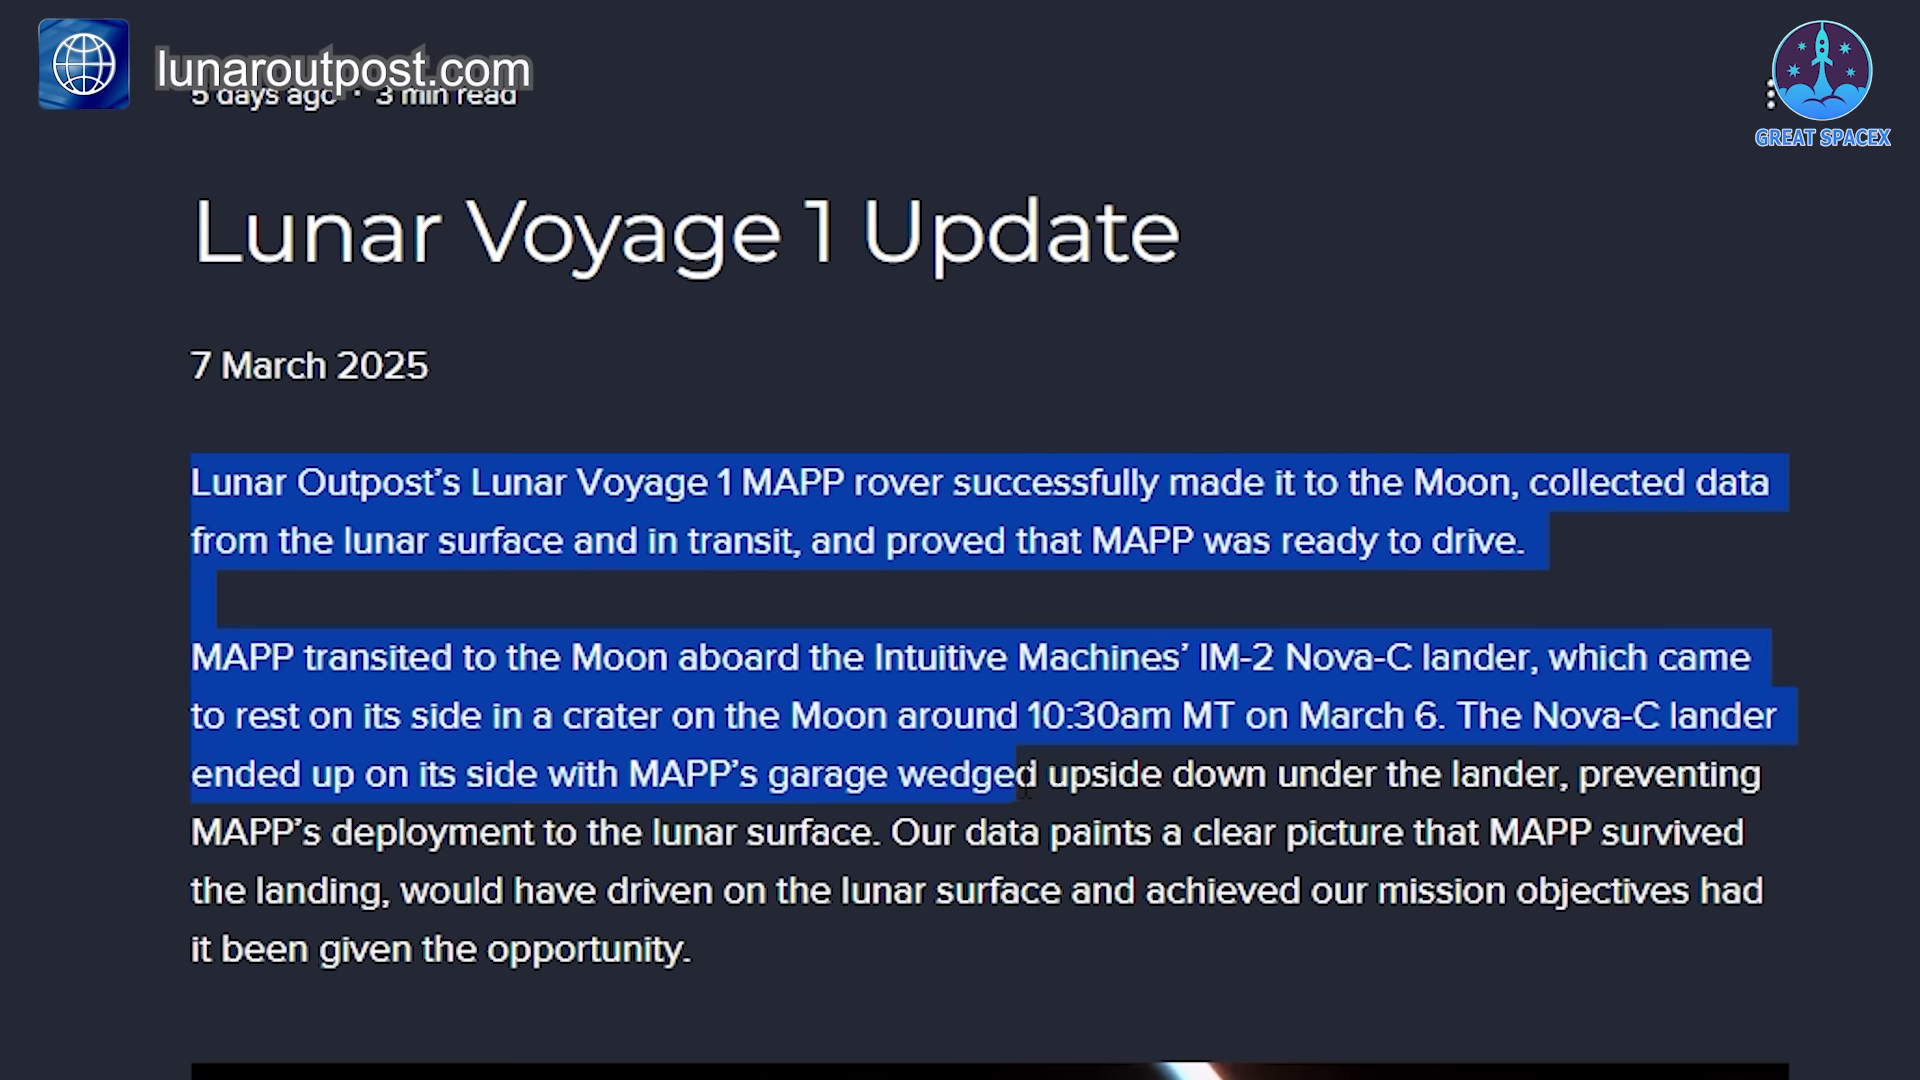 lunaroutpost.com
5 days ago · 3 min read
GREAT SPACEX
Lunar Voyage 1 Update
7 March 2025
Lunar Outpost’s Lunar Voyage 1 MAPP rover successfully made it to the Moon, collected data
from the lunar surface and in transit, and proved that MAPP was ready to drive.
MAPP transited to the Moon aboard the Intuitive Machines’ IM-2 Nova-C lander, which came
to rest on its side in a crater on the Moon around 10:30am MT on March 6. The Nova-C lander
ended up on its side with MAPP’s garage wedged upside down under the lander, preventing
MAPP’s deployment to the lunar surface. Our data paints a clear picture that MAPP survived
the landing, would have driven on the lunar surface and achieved our mission objectives had
it been given the opportunity.